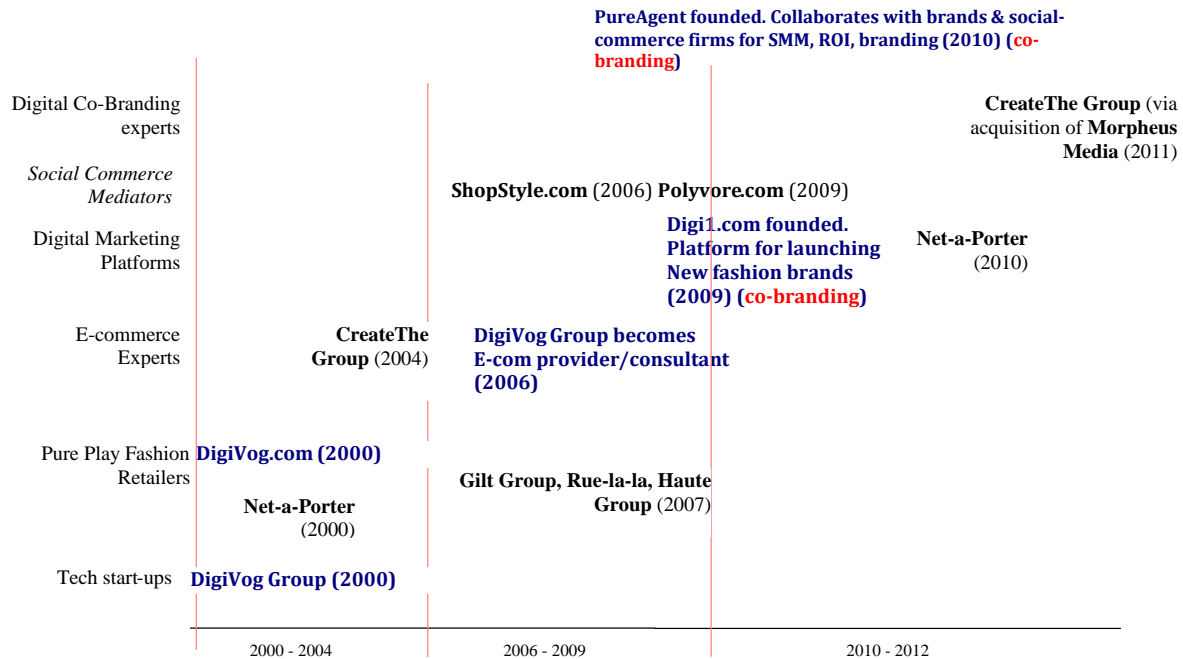 PureAgent founded. Collaborates with brands & social-
commerce firms for SMM, ROI, branding (2010) (co-
branding)
Digital Co-Branding
experts
CreateThe Group (via
acquisition of Morpheus
Media (2011)
Social Commerce
Mediators
ShopStyle.com (2006) Polyvore.com (2009)
Digital Marketing
Platforms
Digi1.com founded.
Platform for launching
New fashion brands
(2009) (co-branding)
Net-a-Porter
(2010)
E-commerce
Experts
CreateThe
Group (2004)
DigiVog Group becomes
E-com provider/consultant
(2006)
Pure Play Fashion
Retailers
DigiVog.com (2000)
Net-a-Porter
(2000)
Gilt Group, Rue-la-la, Haute
Group (2007)
Tech start-ups
DigiVog Group (2000)
2000 - 2004
2006 - 2009
2010 - 2012